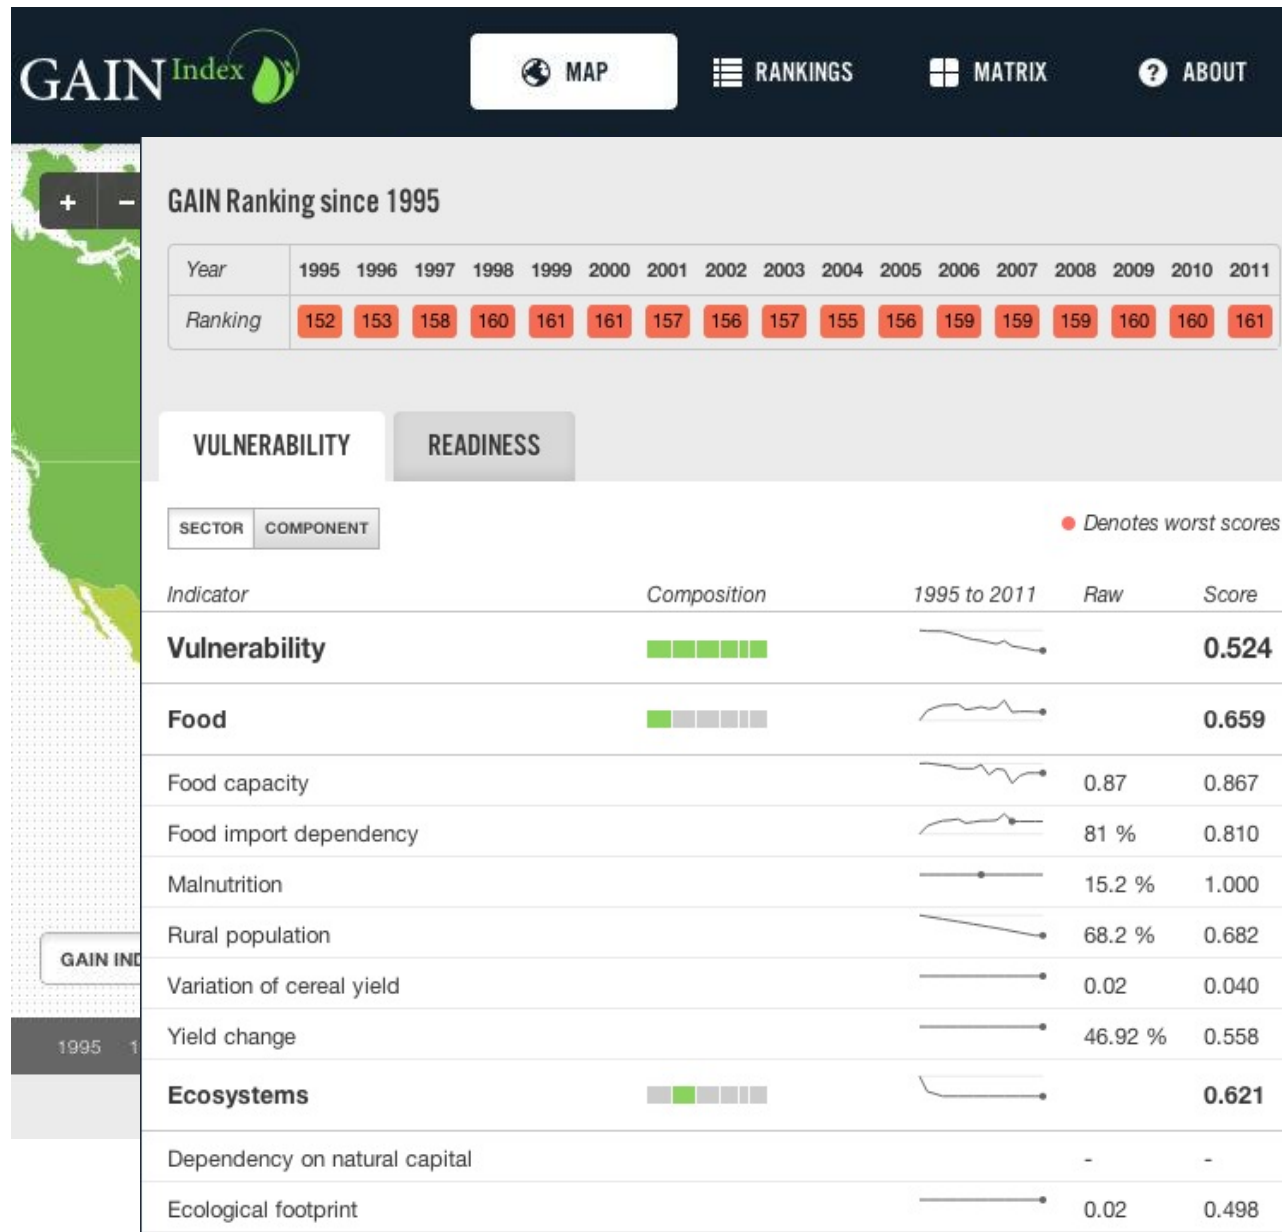 GAIN Index
MAP
RANKINGS
MATRIX
? ABOUT
+ −
GAIN Ranking since 1995
Year 1995 1996 1997 1998 1999 2000 2001 2002 2003 2004 2005 2006 2007 2008 2009 2010 2011
Ranking 152 153 158 160 161 161 157 156 157 155 156 159 159 159 160 160 161
VULNERABILITY READINESS
SECTOR COMPONENT
Denotes worst scores
Indicator Composition 1995 to 2011 Raw Score
Vulnerability 0.524
Food 0.659
Food capacity 0.87 0.867
Food import dependency 81 % 0.810
Malnutrition 15.2 % 1.000
Rural population 68.2 % 0.682
Variation of cereal yield 0.02 0.040
Yield change 46.92 % 0.558
Ecosystems 0.621
Dependency on natural capital - -
Ecological footprint 0.02 0.498
GAIN IND
1995 1